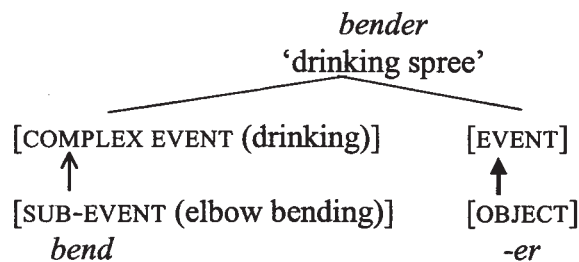 bender
‘drinking spree’
[COMPLEX EVENT (drinking)] [EVENT]
[SUB-EVENT (elbow bending)] [OBJECT]
bend -er